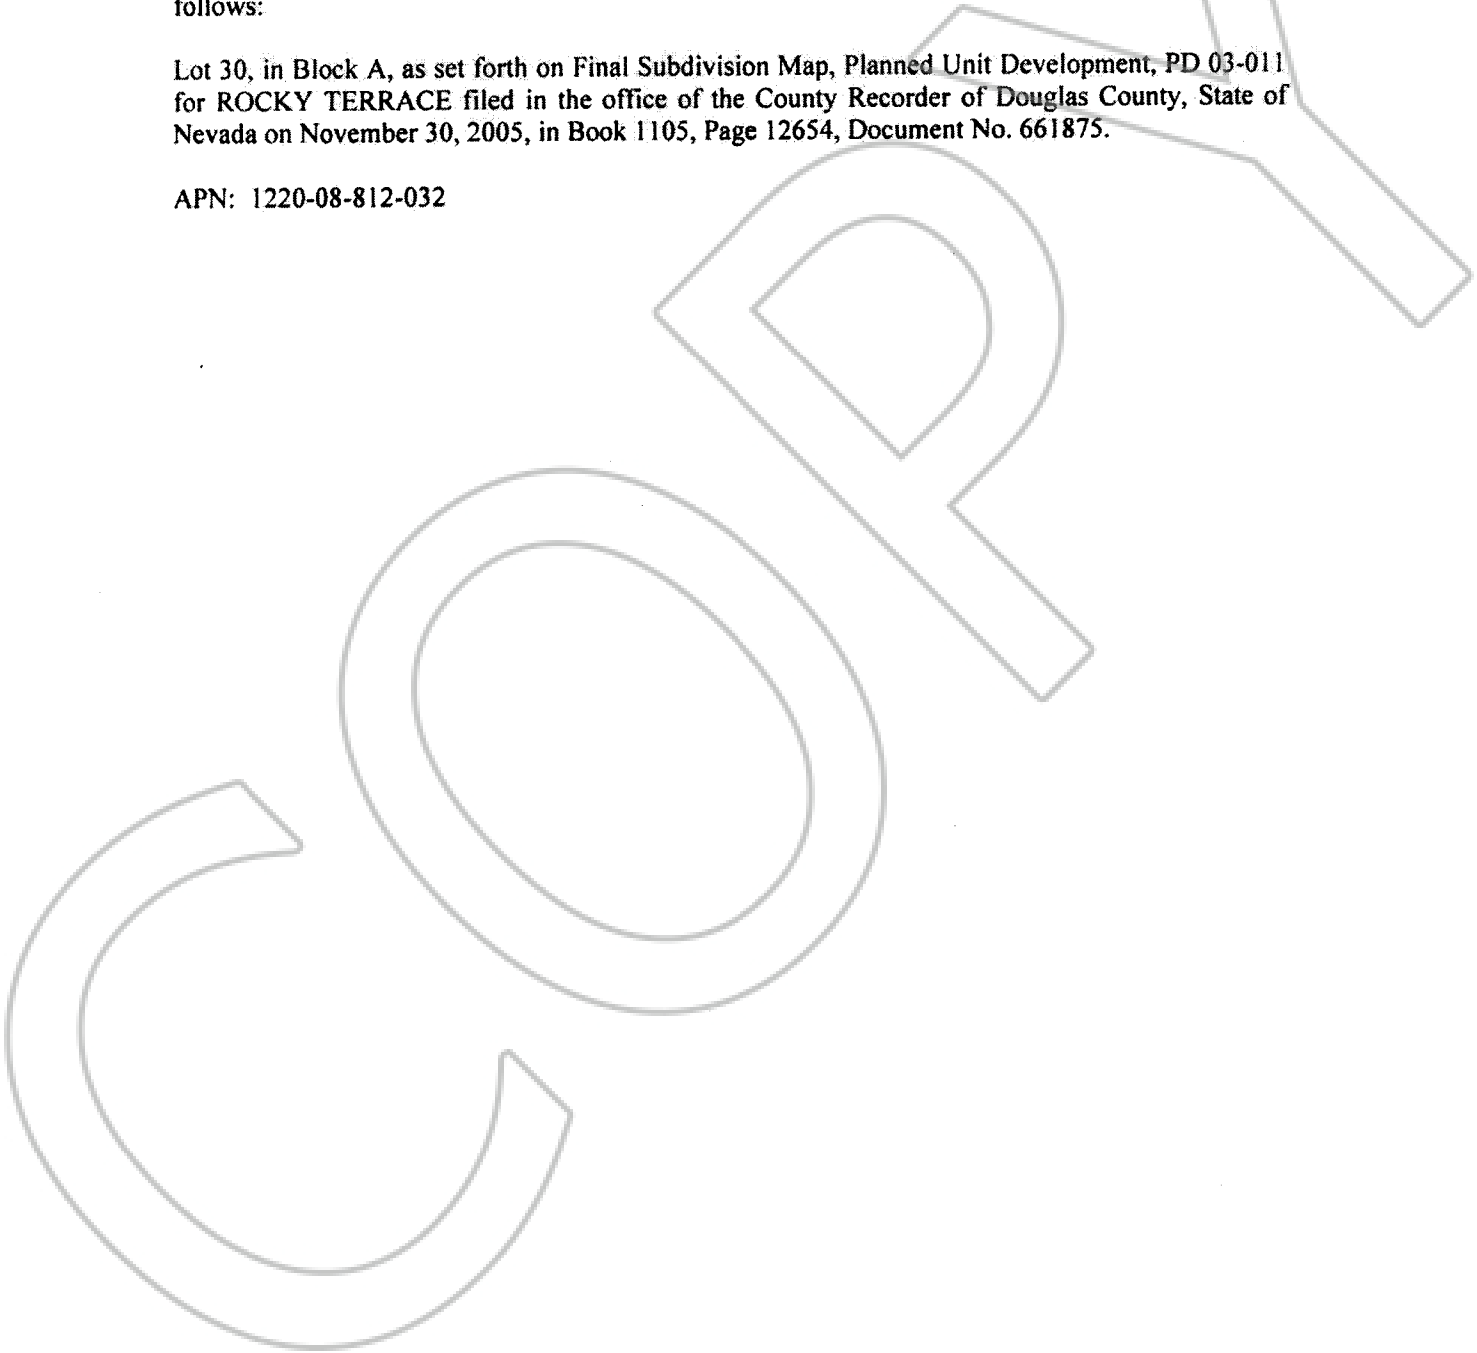 follows:
Lot 30, in Block A, as set forth on Final Subdivision Map, Planned Unit Development, PD 03-011
for ROCKY TERRACE filed in the office of the County Recorder of Douglas County, State of
Nevada on November 30, 2005, in Book 1105, Page 12654, Document No. 661875.
APN: 1220-08-812-032
COPY